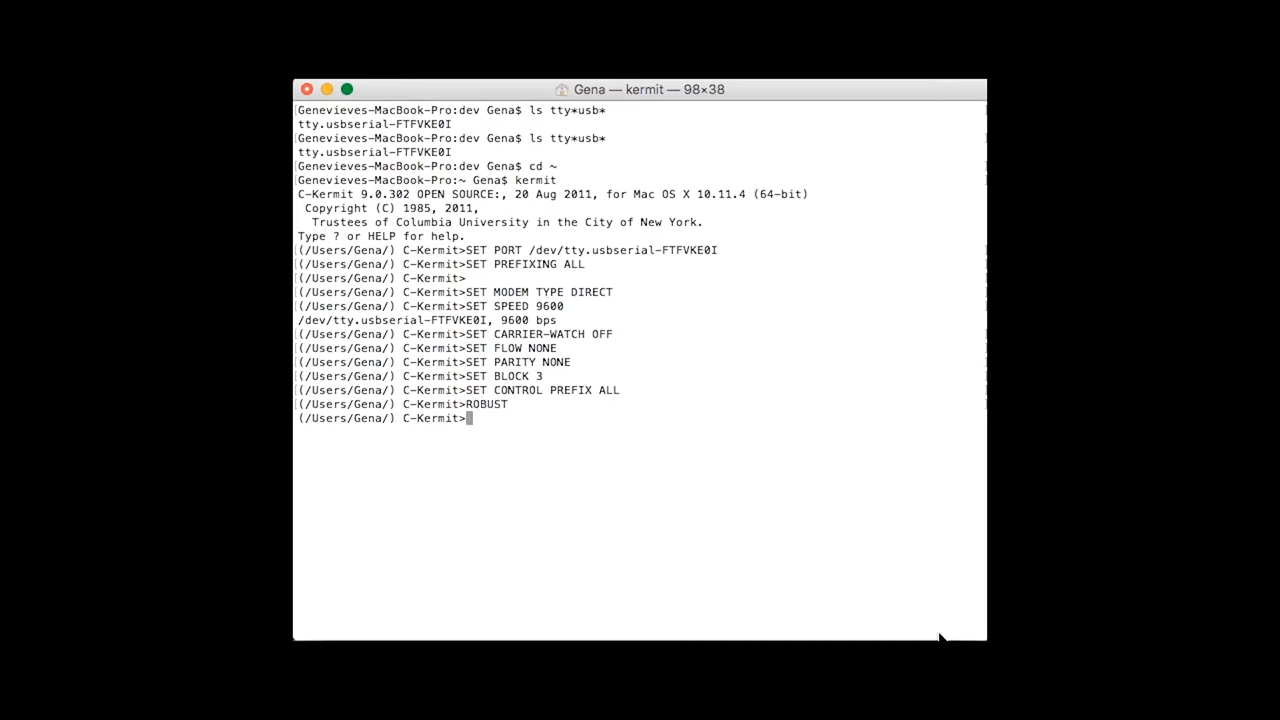 Gena — kermit — 98×38
Genevieves-MacBook-Pro:dev Gena$ ls tty*usb*
tty.usbserial-FTFVKE0I
Genevieves-MacBook-Pro:dev Gena$ ls tty*usb*
tty.usbserial-FTFVKE0I
Genevieves-MacBook-Pro:dev Gena$ cd ~
Genevieves-MacBook-Pro:~ Gena$ kermit
C-Kermit 9.0.302 OPEN SOURCE:, 20 Aug 2011, for Mac OS X 10.11.4 (64-bit)
Copyright (C) 1985, 2011,
Trustees of Columbia University in the City of New York.
Type ? or HELP for help.
(/Users/Gena/) C-Kermit>SET PORT /dev/tty.usbserial-FTFVKE0I
(/Users/Gena/) C-Kermit>SET PREFIXING ALL
(/Users/Gena/) C-Kermit>
(/Users/Gena/) C-Kermit>SET MODEM TYPE DIRECT
(/Users/Gena/) C-Kermit>SET SPEED 9600
/dev/tty.usbserial-FTFVKE0I, 9600 bps
(/Users/Gena/) C-Kermit>SET CARRIER-WATCH OFF
(/Users/Gena/) C-Kermit>SET FLOW NONE
(/Users/Gena/) C-Kermit>SET PARITY NONE
(/Users/Gena/) C-Kermit>SET BLOCK 3
(/Users/Gena/) C-Kermit>SET CONTROL PREFIX ALL
(/Users/Gena/) C-Kermit>ROBUST
(/Users/Gena/) C-Kermit>